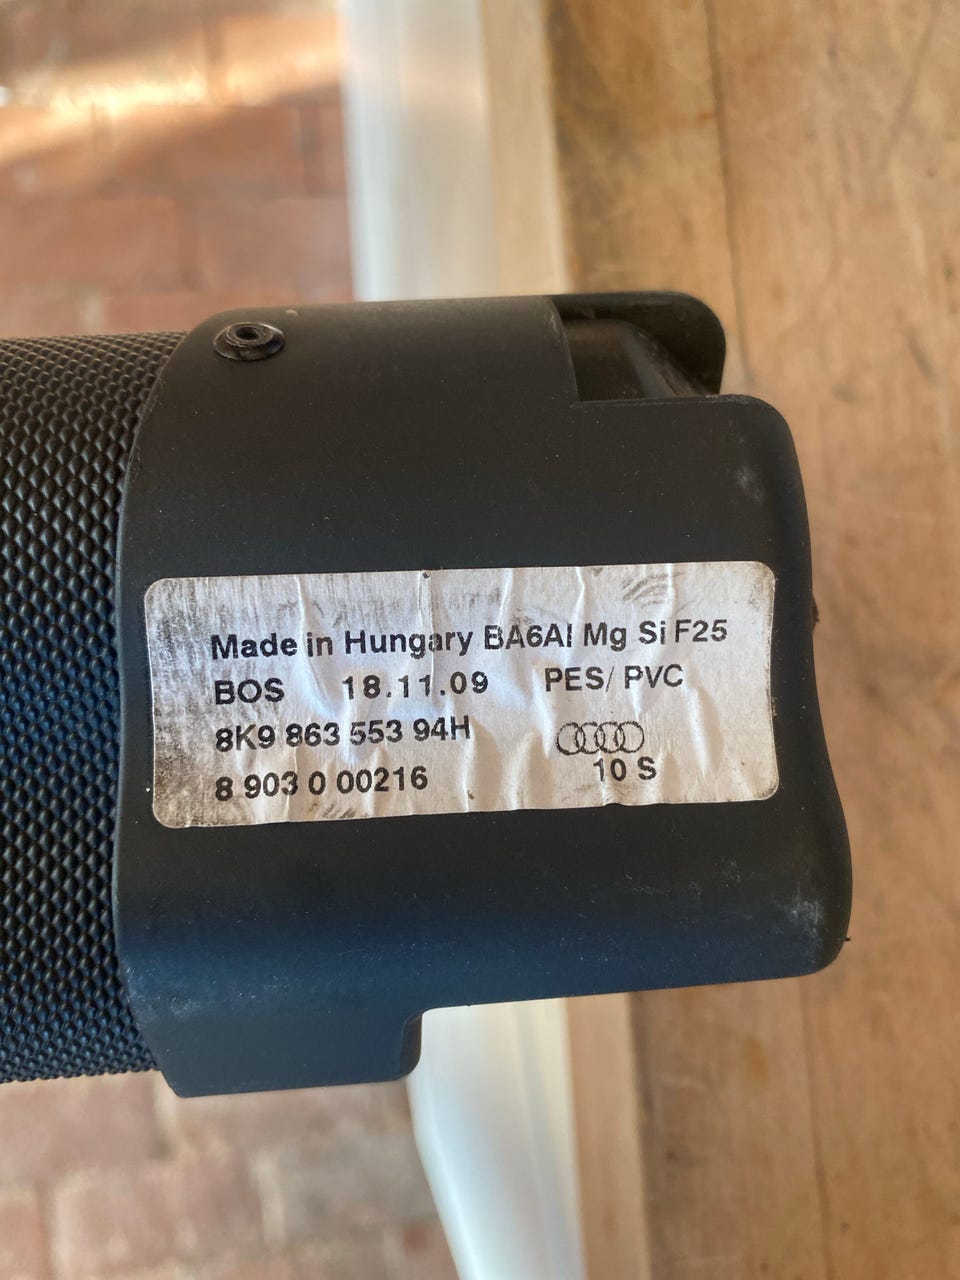 Made in Hungary BA6Al Mg Si F25
BOS 18.11.09 PES/ PVC
8K9 863 553 94H
8 903 0 00216 10 S